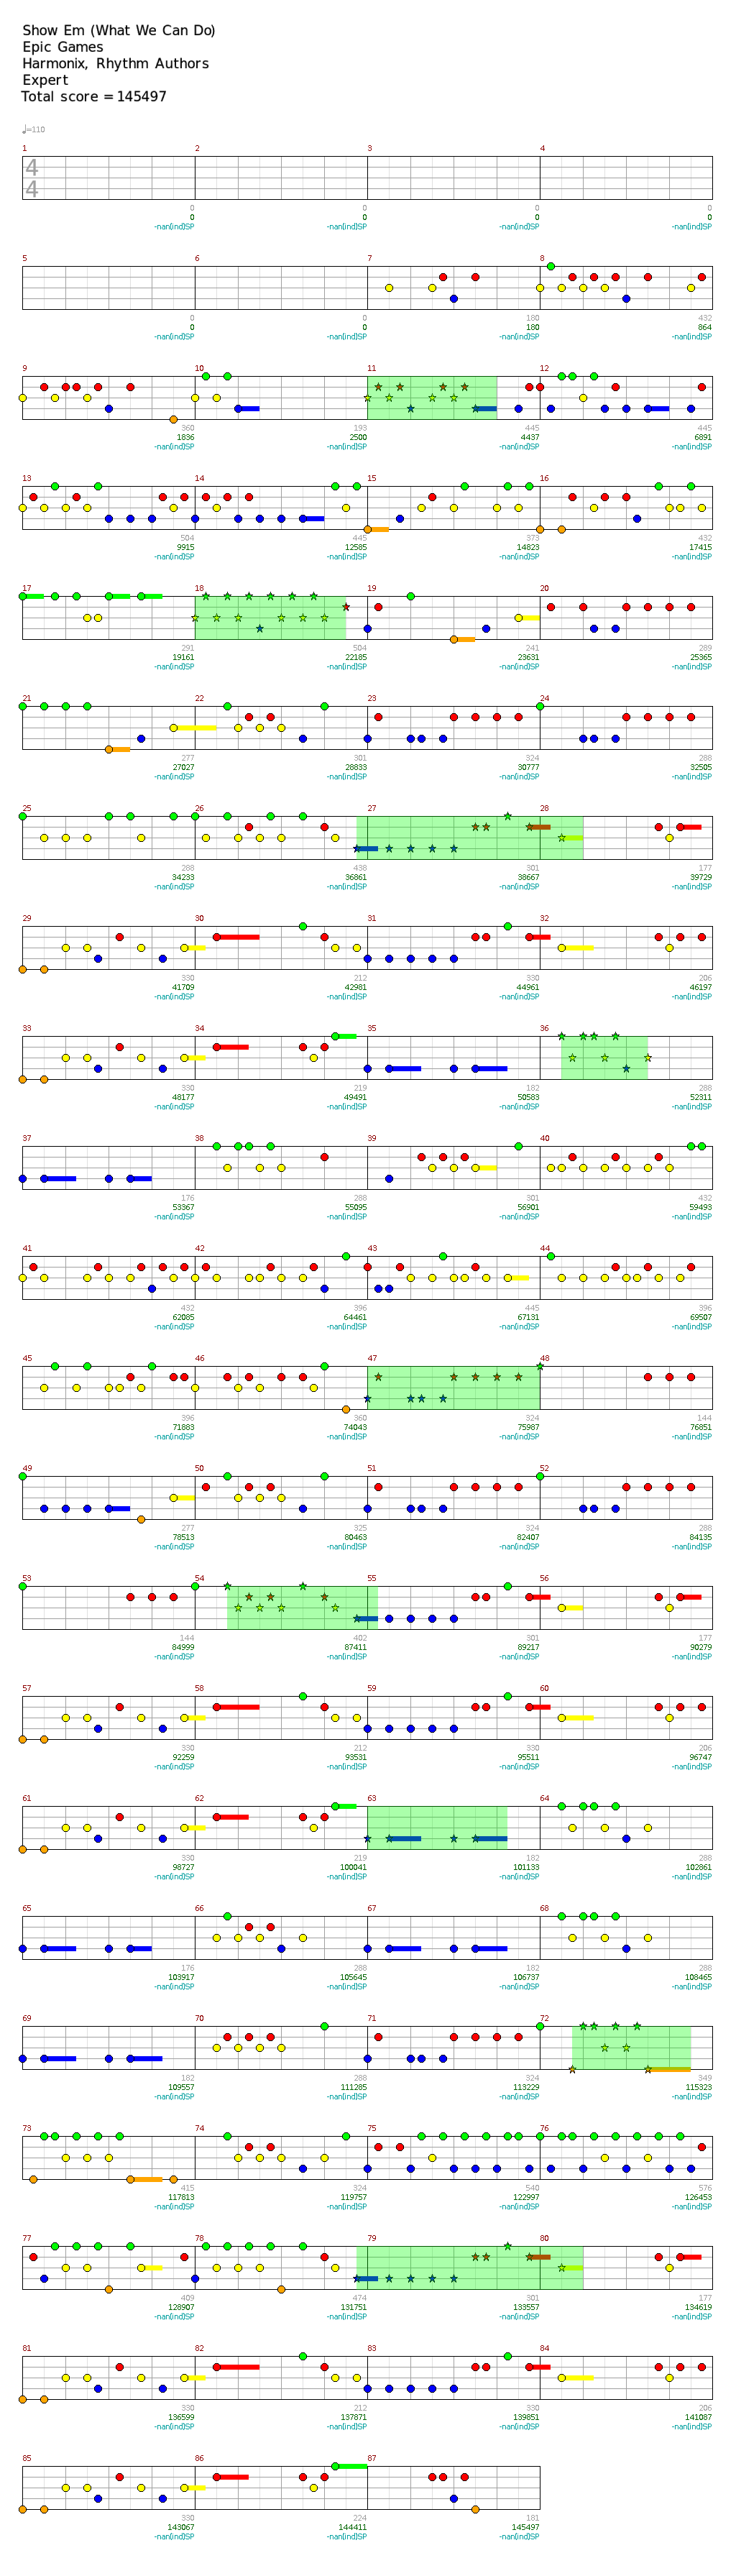 Show Em (What We Can Do)
Epic Games
Harmonix, Rhythm Authors
Expert
Total score = 145497
♩=110
1 2 3 4
4
4
0 0 0 0
0 0 0 0
-nan(ind)SP -nan(ind)SP -nan(ind)SP -nan(ind)SP
5 6 7 8
0 0 180 432
0 0 180 864
-nan(ind)SP -nan(ind)SP -nan(ind)SP -nan(ind)SP
9 10 11 12
360 193 445 445
1836 2500 4437 6891
-nan(ind)SP -nan(ind)SP -nan(ind)SP -nan(ind)SP
13 14 15 16
504 445 373 432
9915 12585 14823 17415
-nan(ind)SP -nan(ind)SP -nan(ind)SP -nan(ind)SP
17 18 19 20
291 504 241 289
19161 22185 23631 25365
-nan(ind)SP -nan(ind)SP -nan(ind)SP -nan(ind)SP
21 22 23 24
277 301 324 288
27027 28833 30777 32505
-nan(ind)SP -nan(ind)SP -nan(ind)SP -nan(ind)SP
25 26 27 28
288 438 301 177
34233 36861 38667 39729
-nan(ind)SP -nan(ind)SP -nan(ind)SP -nan(ind)SP
29 30 31 32
330 212 330 206
41709 42981 44961 46197
-nan(ind)SP -nan(ind)SP -nan(ind)SP -nan(ind)SP
33 34 35 36
330 219 182 288
48177 49491 50583 52311
-nan(ind)SP -nan(ind)SP -nan(ind)SP -nan(ind)SP
37 38 39 40
176 288 301 432
53367 55095 56901 59493
-nan(ind)SP -nan(ind)SP -nan(ind)SP -nan(ind)SP
41 42 43 44
432 396 445 396
62085 64461 67131 69507
-nan(ind)SP -nan(ind)SP -nan(ind)SP -nan(ind)SP
45 46 47 48
396 360 324 144
71883 74043 75987 76851
-nan(ind)SP -nan(ind)SP -nan(ind)SP -nan(ind)SP
49 50 51 52
277 325 324 288
78513 80463 82407 84135
-nan(ind)SP -nan(ind)SP -nan(ind)SP -nan(ind)SP
53 54 55 56
144 402 301 177
84999 87411 89217 90279
-nan(ind)SP -nan(ind)SP -nan(ind)SP -nan(ind)SP
57 58 59 60
330 212 330 206
92259 93531 95511 96747
-nan(ind)SP -nan(ind)SP -nan(ind)SP -nan(ind)SP
61 62 63 64
330 219 182 288
98727 100041 101133 102861
-nan(ind)SP -nan(ind)SP -nan(ind)SP -nan(ind)SP
65 66 67 68
176 288 182 288
103917 105645 106737 108465
-nan(ind)SP -nan(ind)SP -nan(ind)SP -nan(ind)SP
69 70 71 72
182 288 324 349
109557 111285 113229 115323
-nan(ind)SP -nan(ind)SP -nan(ind)SP -nan(ind)SP
73 74 75 76
415 324 540 576
117813 119757 122997 126453
-nan(ind)SP -nan(ind)SP -nan(ind)SP -nan(ind)SP
77 78 79 80
409 474 301 177
128907 131751 133557 134619
-nan(ind)SP -nan(ind)SP -nan(ind)SP -nan(ind)SP
81 82 83 84
330 212 330 206
136599 137871 139851 141087
-nan(ind)SP -nan(ind)SP -nan(ind)SP -nan(ind)SP
85 86 87
330 224 181
143067 144411 145497
-nan(ind)SP -nan(ind)SP -nan(ind)SP